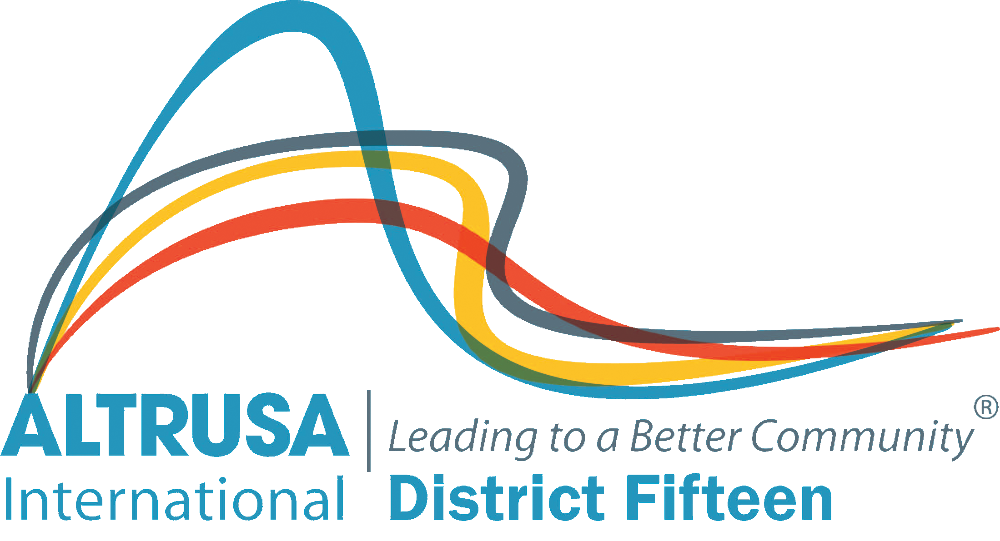 ALTRUSA
International
Leading to a Better Community®
District Fifteen